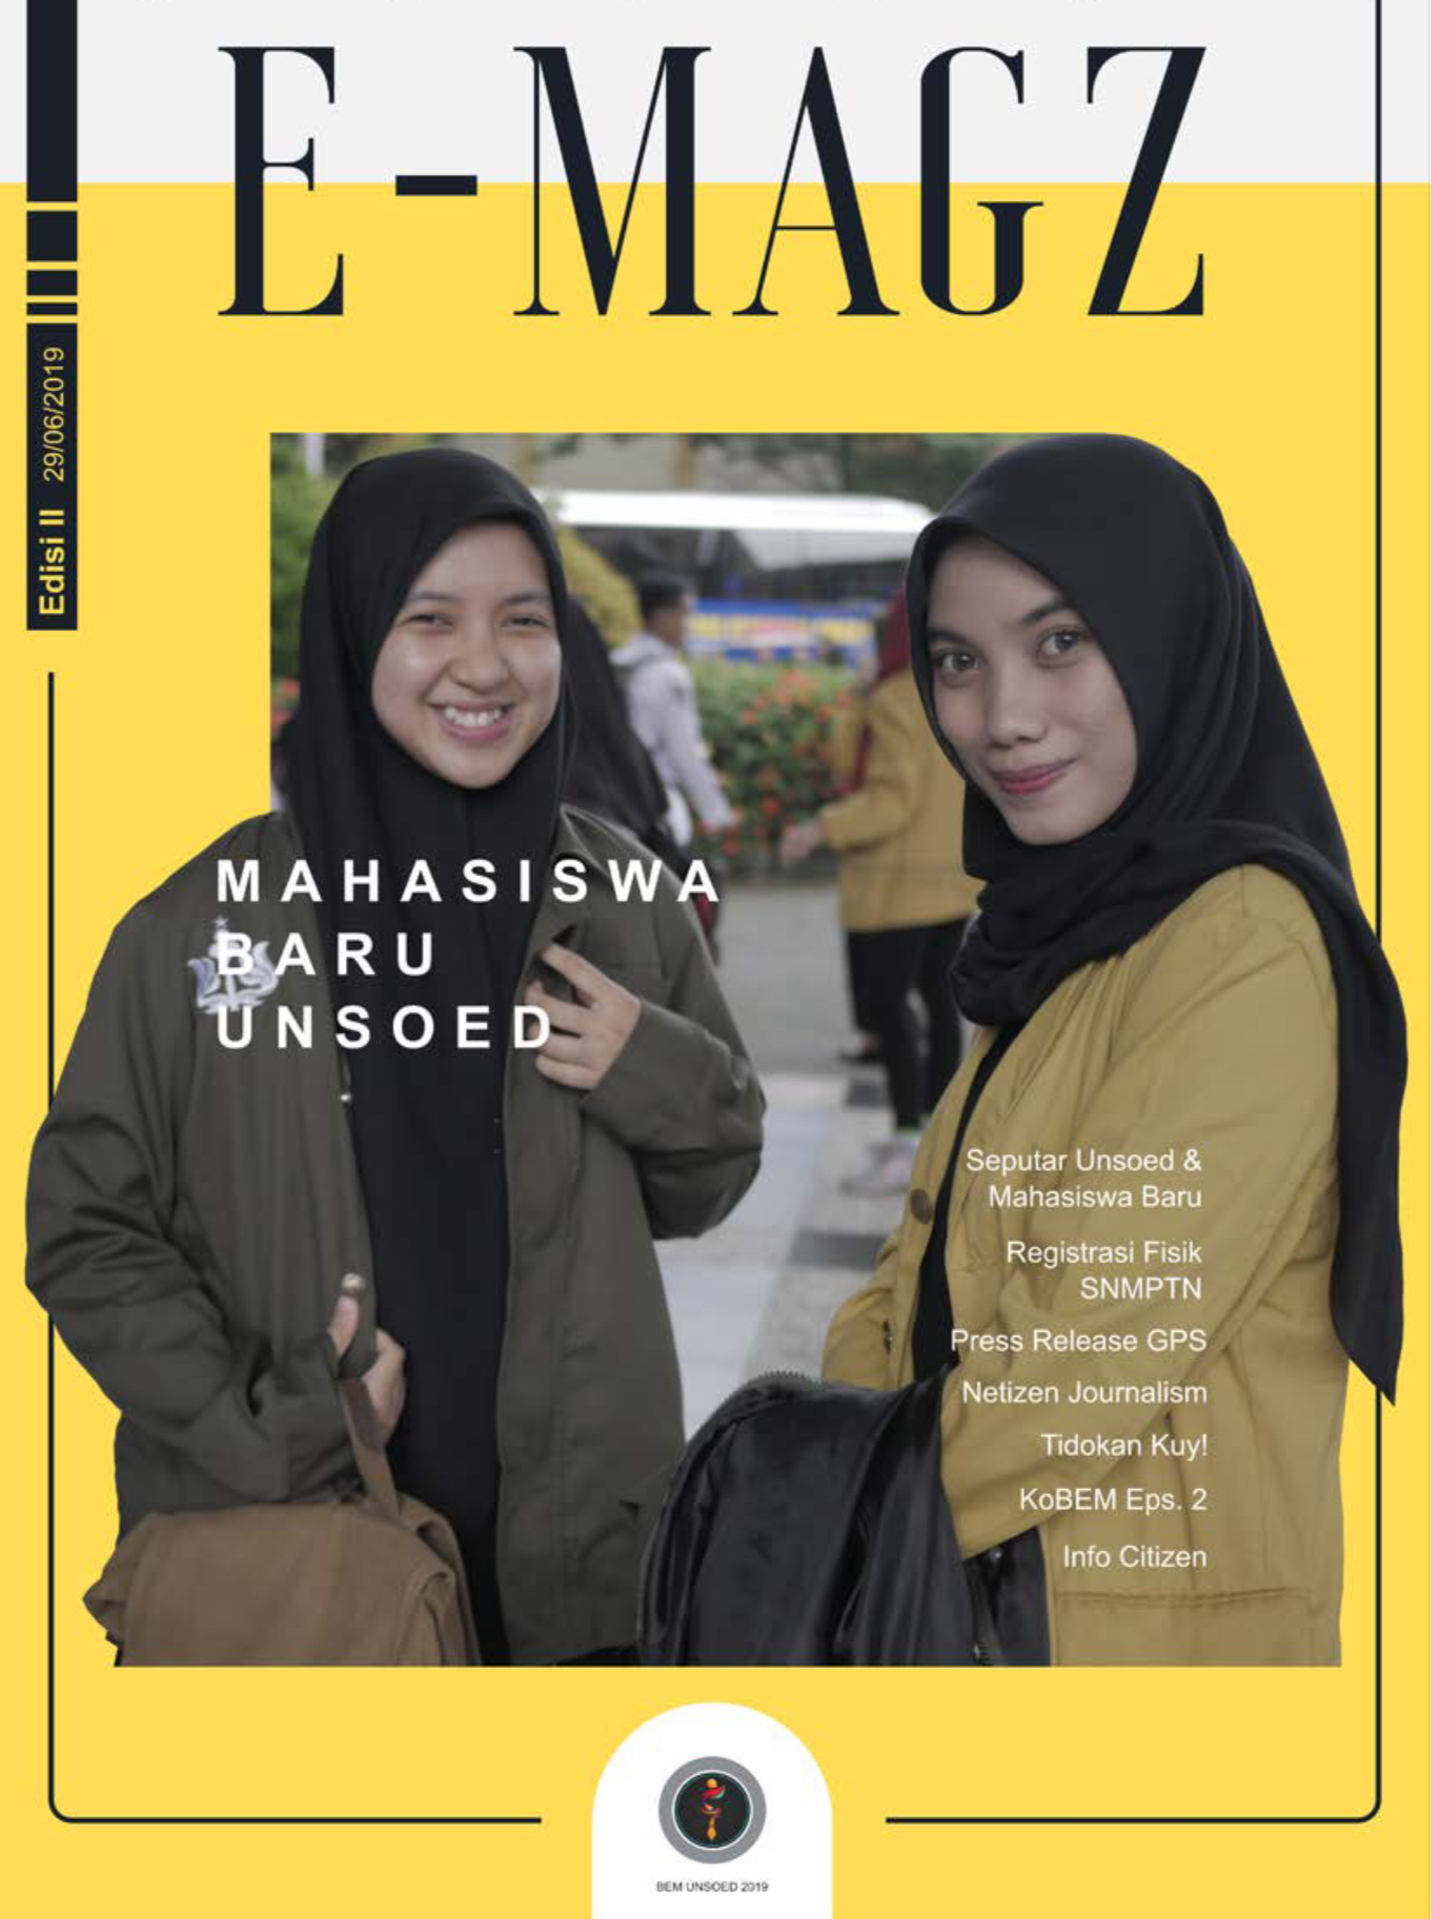 E-MAGZ
Edisi II 29/06/2019
MAHASISWA
BARU
UNSOED
Seputar Unsoed &
Mahasiswa Baru
Registrasi Fisik
SNMPTN
Press Release GPS
Netizen Journalism
Tidokan Kuy!
KoBEM Eps. 2
Info Citizen
BEM UNSOED 2019